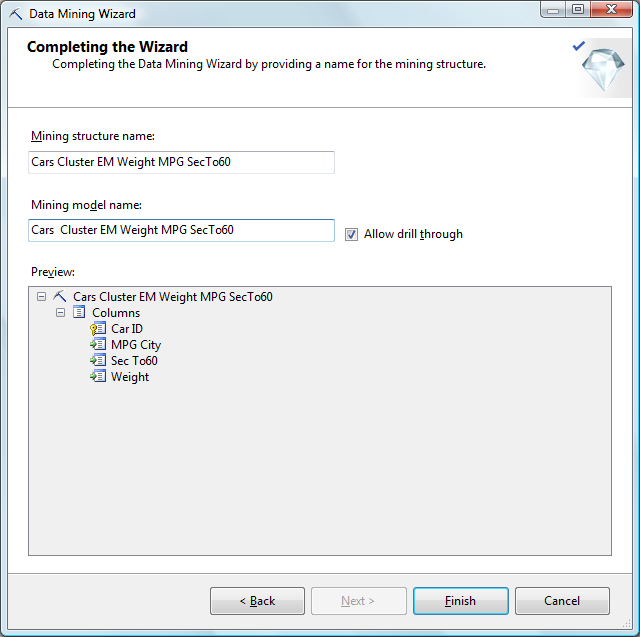 Data Mining Wizard
Completing the Wizard
Completing the Data Mining Wizard by providing a name for the mining structure.
Mining structure name:
Cars Cluster EM Weight MPG SecTo60
Mining model name:
Cars  Cluster EM Weight MPG SecTo60
Allow drill through
Preview:
Cars Cluster EM Weight MPG SecTo60
Columns
Car ID
MPG City
Sec To60
Weight
< Back
Next >
Finish
Cancel